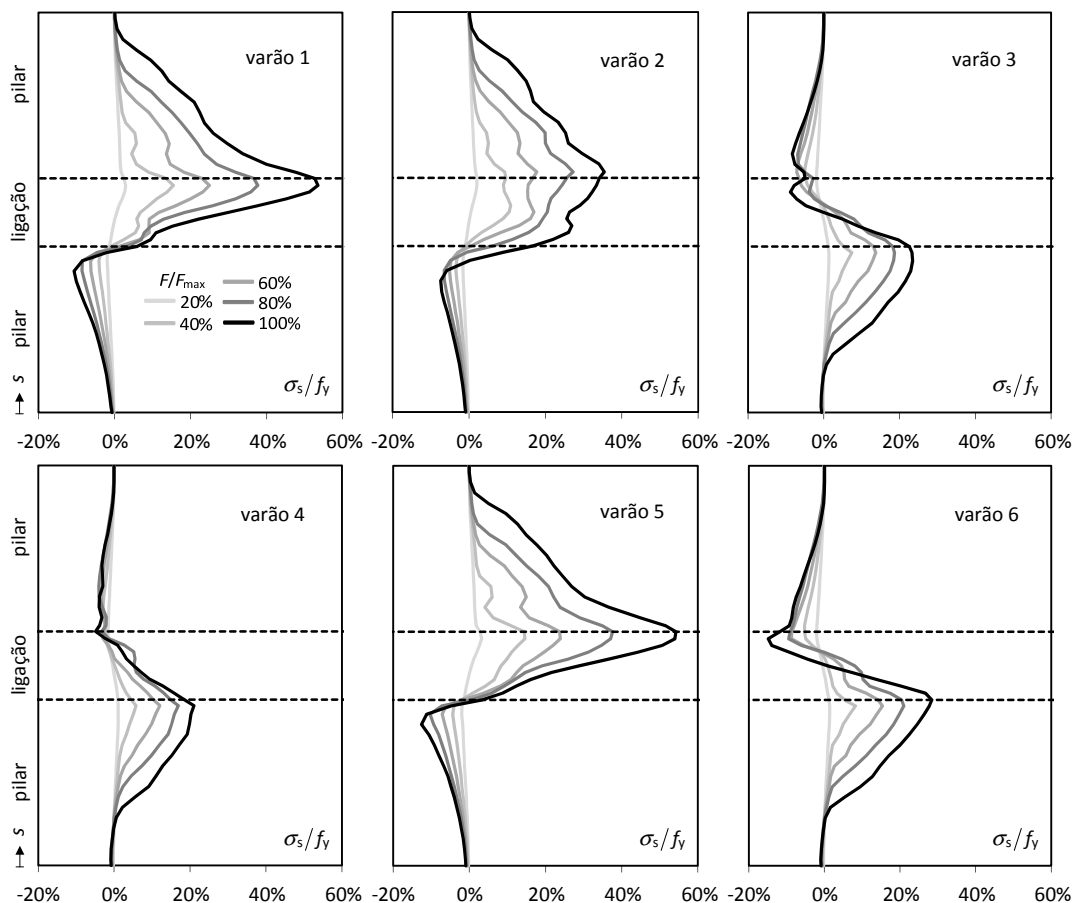 varão 1
pilar
ligação
pilar
s
F/Fmax
20%
40%
60%
80%
100%
σs/fy
-20% 0% 20% 40% 60%
varão 2
σs/fy
-20% 0% 20% 40% 60%
varão 3
σs/fy
-20% 0% 20% 40% 60%
varão 4
pilar
ligação
pilar
s
σs/fy
-20% 0% 20% 40% 60%
varão 5
σs/fy
-20% 0% 20% 40% 60%
varão 6
σs/fy
-20% 0% 20% 40% 60%